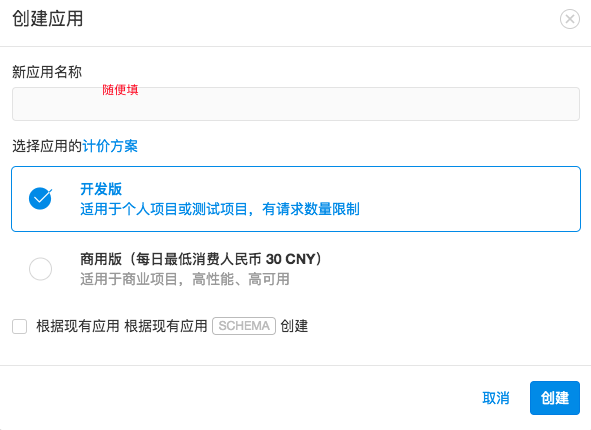 创建应用
新应用名称
随便填
选择应用的计价方案
开发版
适用于个人项目或测试项目，有请求数量限制
商用版（每日最低消费人民币 30 CNY）
适用于商业项目，高性能、高可用
根据现有应用 根据现有应用 SCHEMA 创建
取消 创建